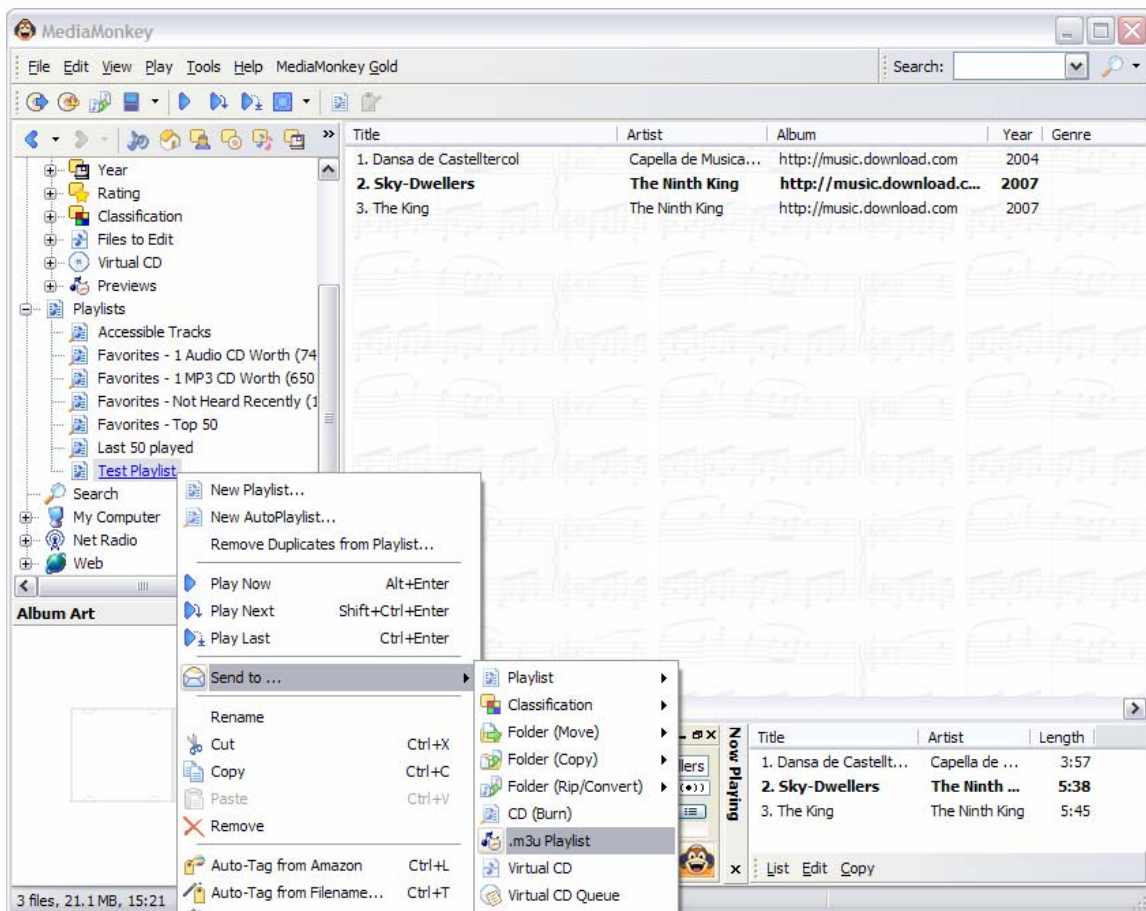 MediaMonkey
File Edit View Play Tools Help MediaMonkey Gold Search:
Title Artist Album Year Genre
1. Dansa de Castelltercol Capella de Musica... http://music.download.com 2004
2. Sky-Dwellers The Ninth King http://music.download.c... 2007
3. The King The Ninth King http://music.download.com 2007
Year
Rating
Classification
Files to Edit
Virtual CD
Previews
Playlists
Accessible Tracks
Favorites - 1 Audio CD Worth (74
Favorites - 1 MP3 CD Worth (650
Favorites - Not Heard Recently (1
Favorites - Top 50
Last 50 played
Test Playlist
Search
My Computer
Net Radio
Web
Album Art
New Playlist...
New AutoPlaylist...
Remove Duplicates from Playlist...
Play Now Alt+Enter
Play Next Shift+Ctrl+Enter
Play Last Ctrl+Enter
Send to ...
Rename
Cut Ctrl+X
Copy Ctrl+C
Paste Ctrl+V
Remove
Auto-Tag from Amazon Ctrl+L
Auto-Tag from Filename... Ctrl+T
Playlist
Classification
Folder (Move)
Folder (Copy)
Folder (Rip/Convert)
CD (Burn)
.m3u Playlist
Virtual CD
Virtual CD Queue
llers
Now Playing
Title Artist Length
1. Dansa de Castellt... Capella de ... 3:57
2. Sky-Dwellers The Ninth ... 5:38
3. The King The Ninth King 5:45
List Edit Copy
3 files, 21.1 MB, 15:21